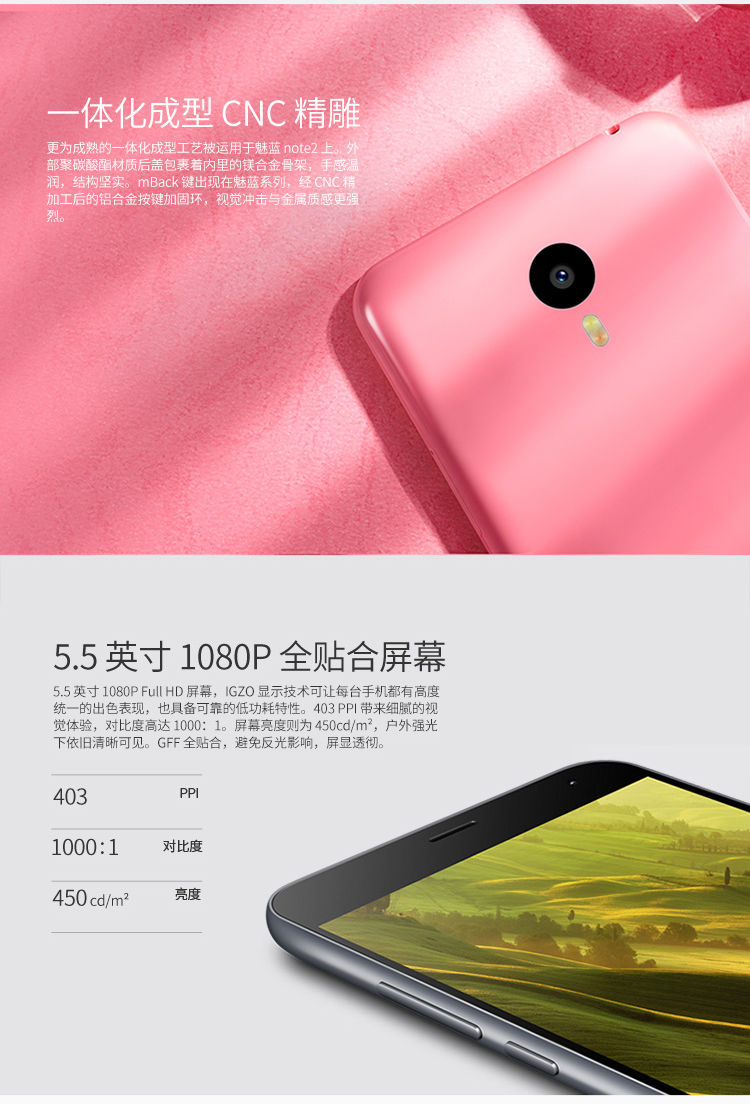 一体化成型 CNC 精雕
更为成熟的一体化成型工艺被运用于魅蓝 note2 上。外
部聚碳酸酯材质后盖包裹着内里的镁合金骨架，手感温
润，结构坚实。mBack 键出现在魅蓝系列，经 CNC 精
加工后的铝合金按键加固环，视觉冲击与金属质感更强
烈。
5.5 英寸 1080P 全贴合屏幕
5.5 英寸 1080P Full HD 屏幕，IGZO 显示技术可让每台手机都有高度
统一的出色表现，也具备可靠的低功耗特性。403 PPI 带来细腻的视
觉体验，对比度高达 1000：1。屏幕亮度则为 450cd/m²，户外强光
下依旧清晰可见。GFF 全贴合，避免反光影响，屏显透彻。
403 PPI
1000:1 对比度
450 cd/m² 亮度